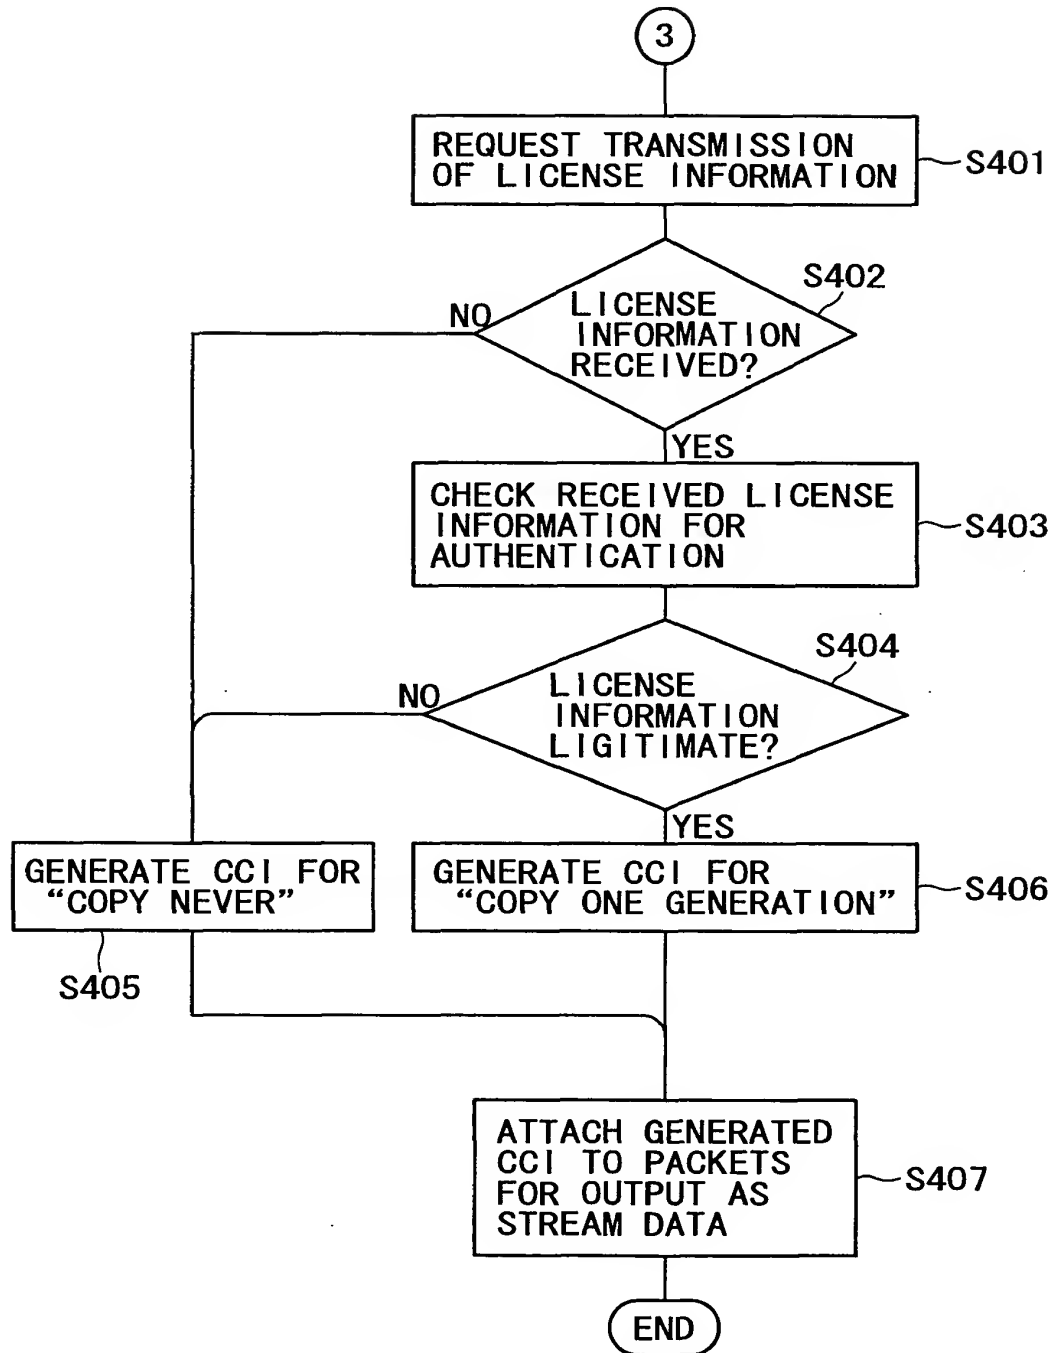 3
REQUEST TRANSMISSION
OF LICENSE INFORMATION
S401
S402
NO
LICENSE
INFORMATION
RECEIVED?
YES
CHECK RECEIVED LICENSE
INFORMATION FOR
AUTHENTICATION
S403
S404
NO
LICENSE
INFORMATION
LIGITIMATE?
YES
GENERATE CCI FOR
“COPY NEVER”
S405
GENERATE CCI FOR
“COPY ONE GENERATION”
S406
ATTACH GENERATED
CCI TO PACKETS
FOR OUTPUT AS
STREAM DATA
S407
END